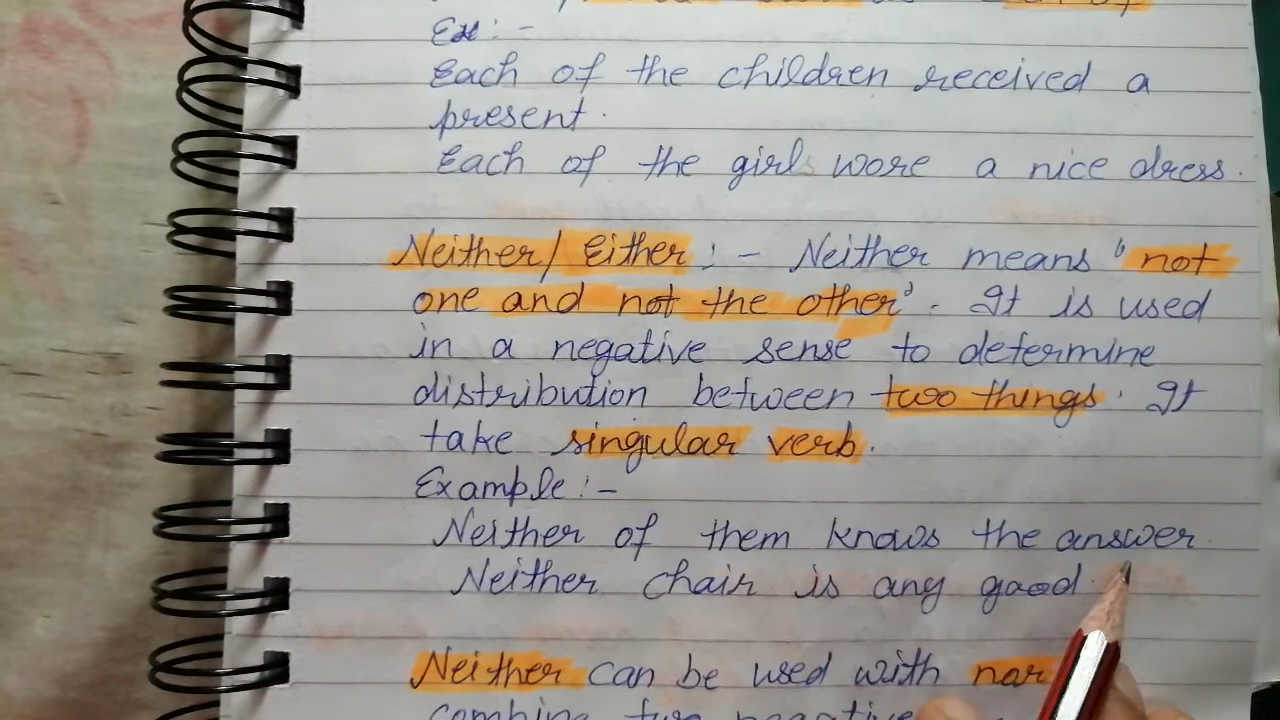 Ex:-
Each of the children received a
present.
Each of the girls wore a nice dress.
Neither/Either :- Neither means 'not
one and not the other'. It is used
in a negative sense to determine
distribution between two things. It
take singular verb.
Example:-
Neither of them knows the answer.
Neither chair is any good.
Neither can be used with nor
combine two negative